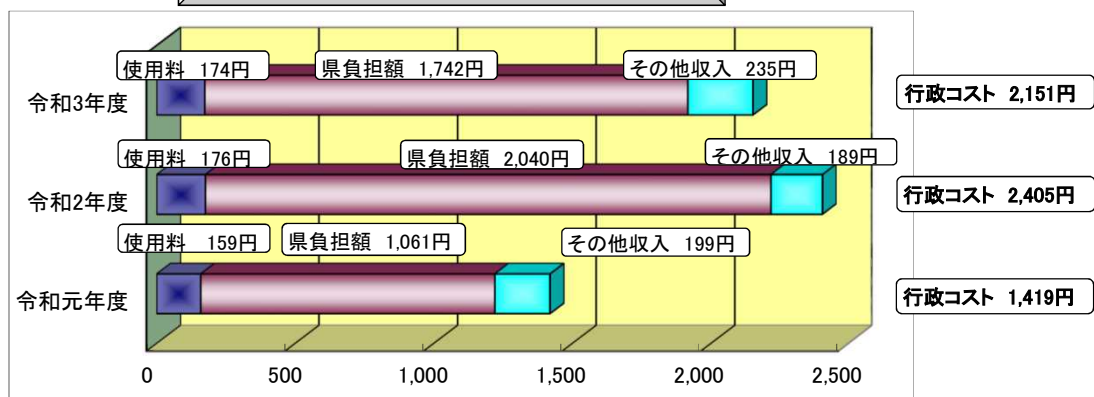 使用料 174円
県負担額 1,742円
その他収入 235円
令和3年度
行政コスト 2,151円
使用料 176円
県負担額 2,040円
その他収入 189円
令和2年度
行政コスト 2,405円
使用料 159円
県負担額 1,061円
その他収入 199円
令和元年度
行政コスト 1,419円
0 500 1,000 1,500 2,000 2,500